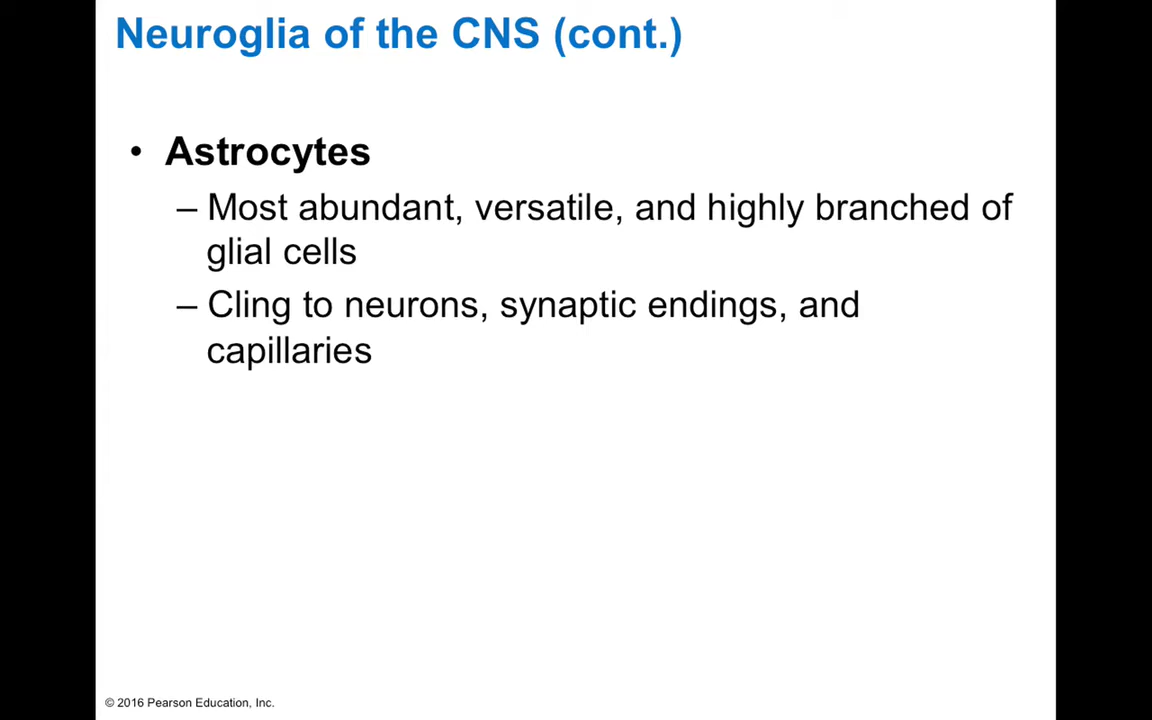 Neuroglia of the CNS (cont.)
• Astrocytes
– Most abundant, versatile, and highly branched of
glial cells
– Cling to neurons, synaptic endings, and
capillaries
© 2016 Pearson Education, Inc.